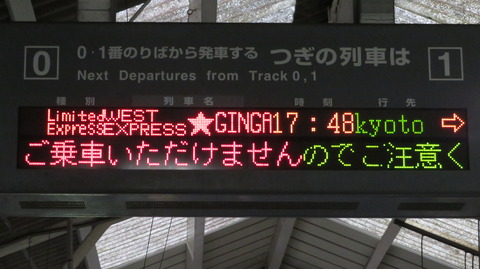 0
0・1番のりばから発車する つぎの列車は
1
Next Departures from Track 0,1
種別 列車名 時刻 行先
Limited Express WEST EXPRESS ★ GINGA 17:48 kyoto ⇨
ご乗車いただけませんのでご注意く